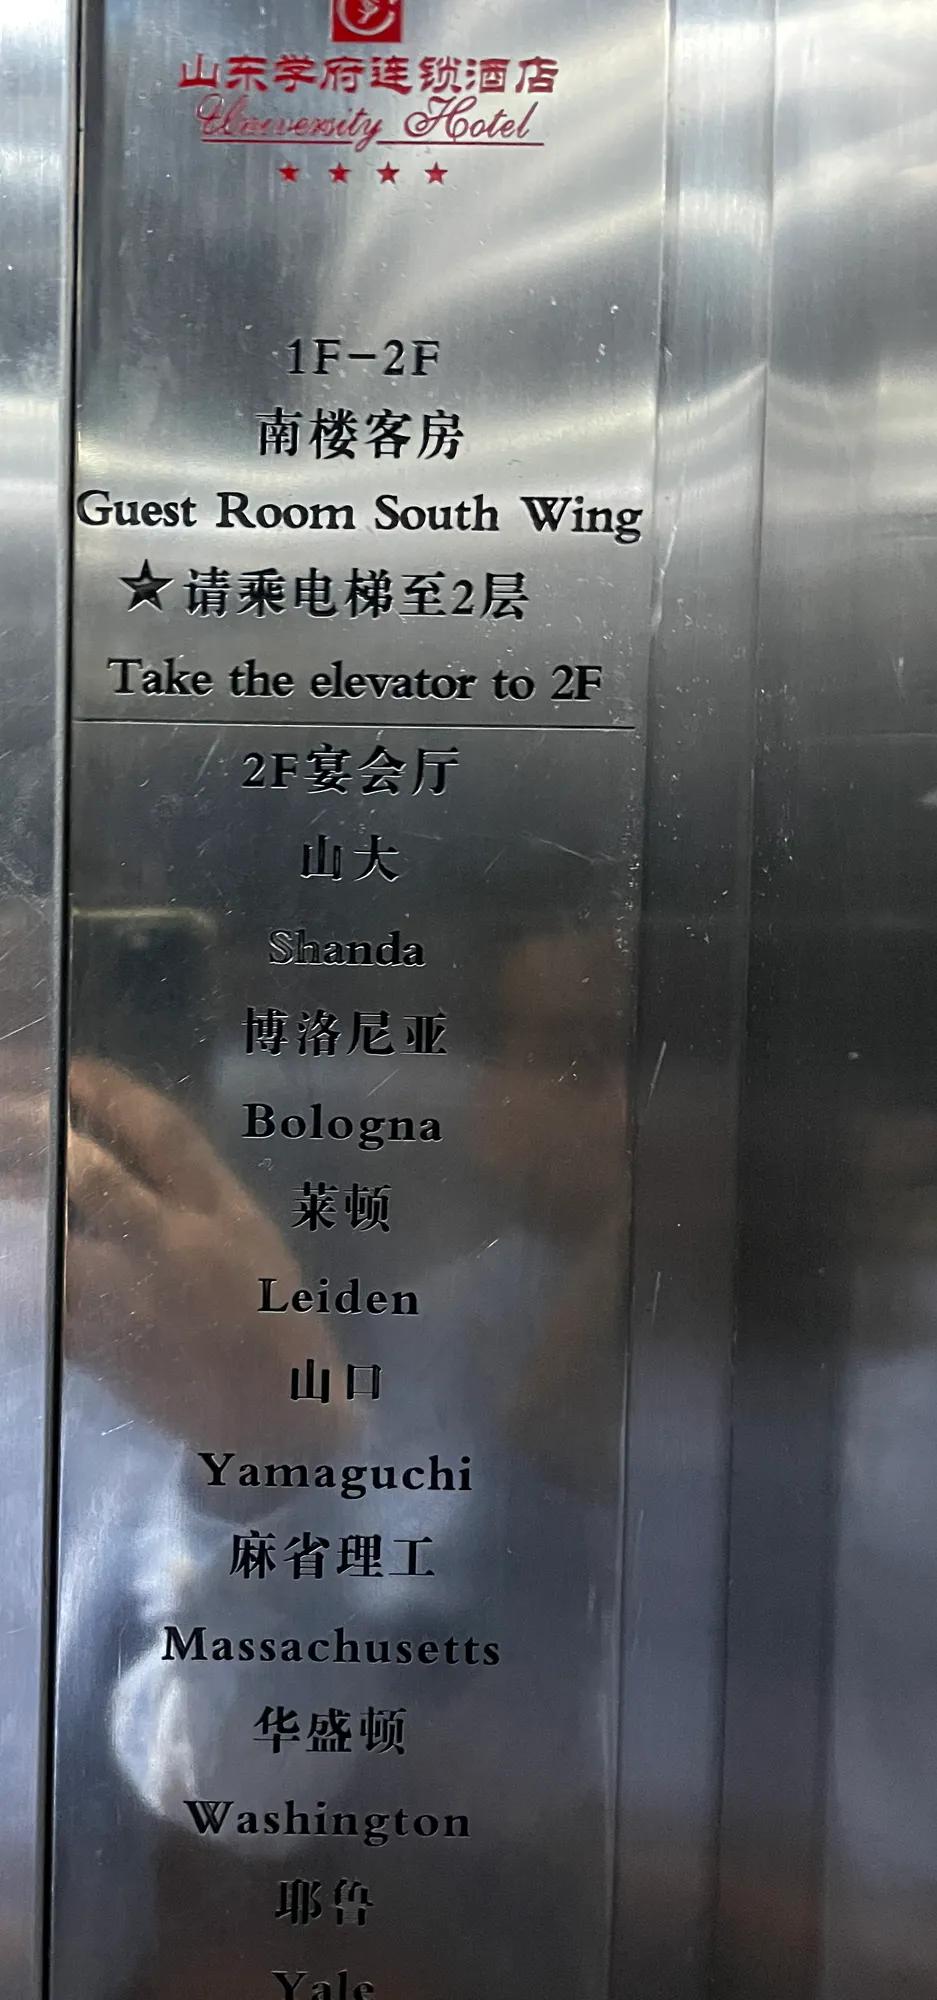 山东学府连锁酒店
University Hotel
1F-2F
南楼客房
Guest Room South Wing
★请乘电梯至2层
Take the elevator to 2F
2F宴会厅
山大
Shanda
博洛尼亚
Bologna
莱顿
Leiden
山口
Yamaguchi
麻省理工
Massachusetts
华盛顿
Washington
耶鲁
Yale